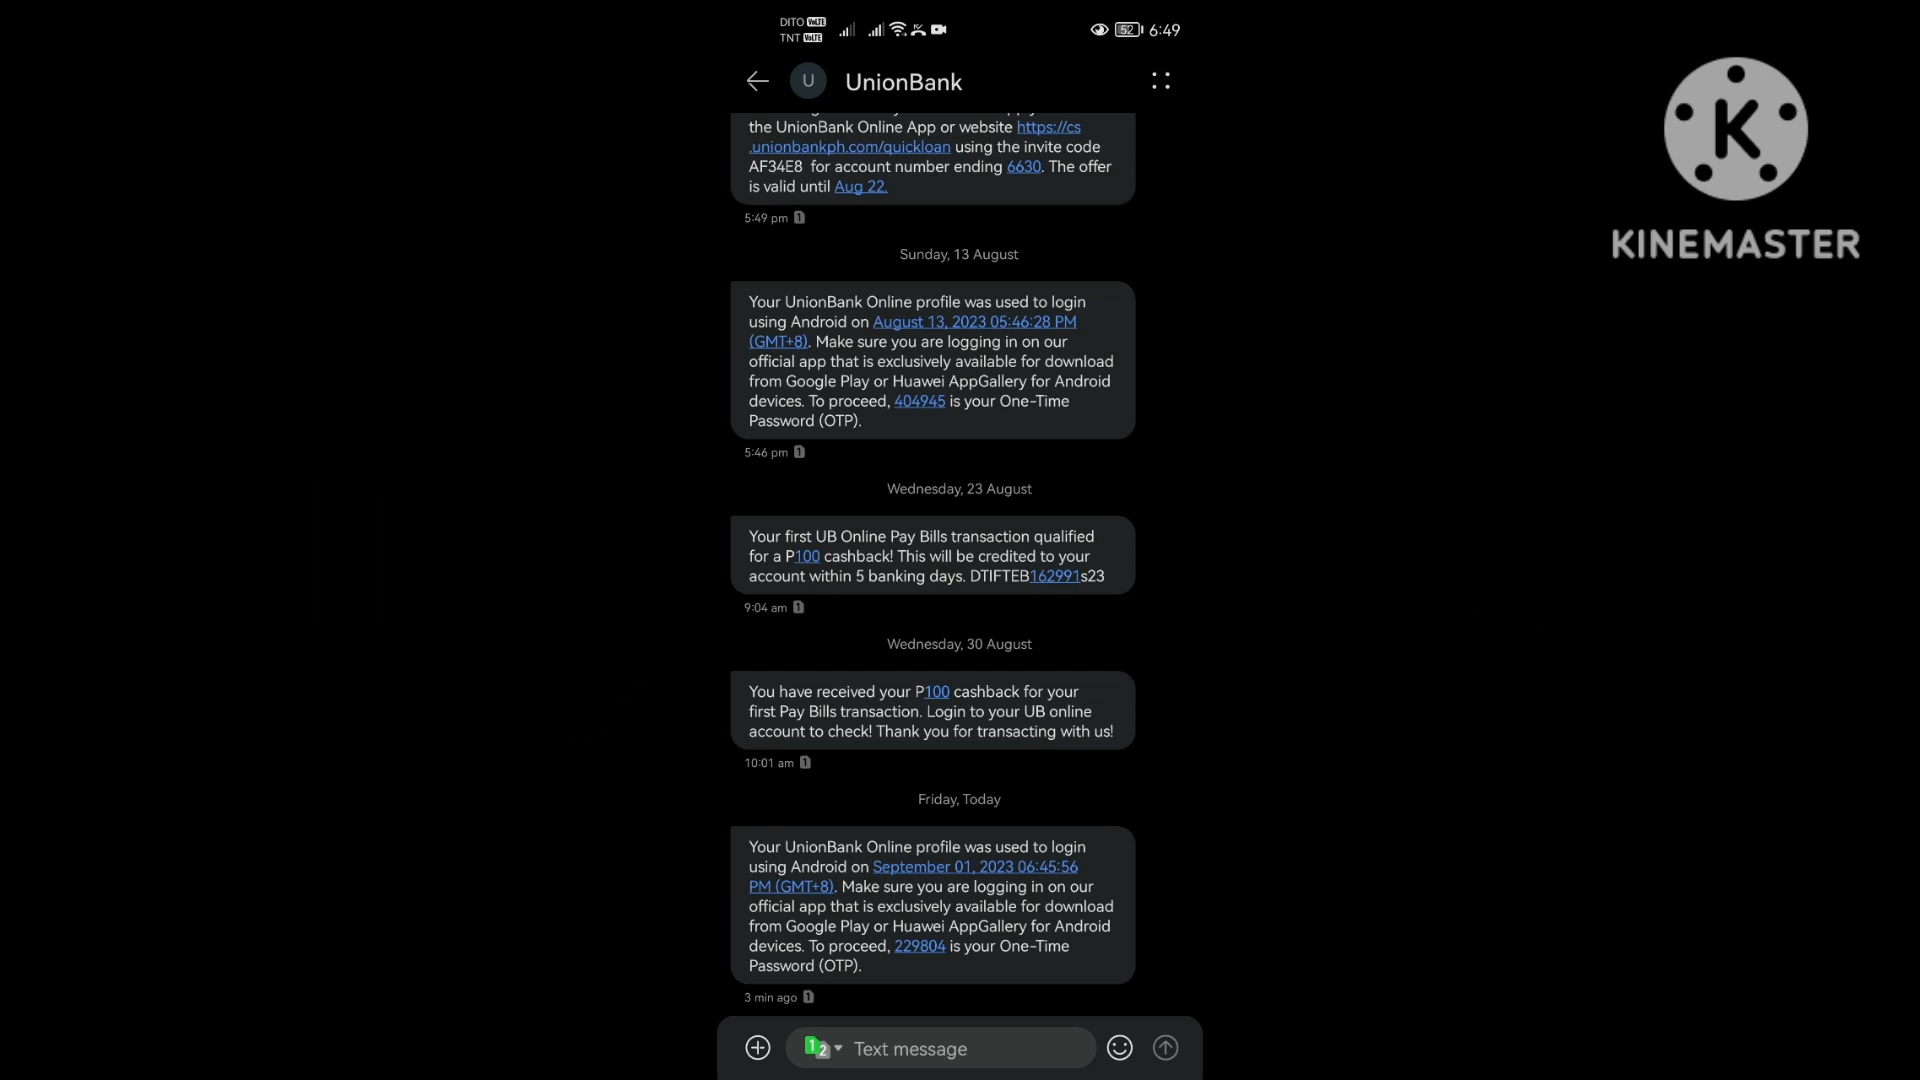 DITO VoLTE
TNT VoLTE
52 6:49
U UnionBank
the UnionBank Online App or website https://cs
.unionbankph.com/quickloan using the invite code
AF34E8 for account number ending 6630. The offer
is valid until Aug 22.
5:49 pm 1
Sunday, 13 August
Your UnionBank Online profile was used to login
using Android on August 13, 2023 05:46:28 PM
(GMT+8). Make sure you are logging in on our
official app that is exclusively available for download
from Google Play or Huawei AppGallery for Android
devices. To proceed, 404945 is your One-Time
Password (OTP).
5:46 pm 1
Wednesday, 23 August
Your first UB Online Pay Bills transaction qualified
for a P100 cashback! This will be credited to your
account within 5 banking days. DTIFTEB162991s23
9:04 am 1
Wednesday, 30 August
You have received your P100 cashback for your
first Pay Bills transaction. Login to your UB online
account to check! Thank you for transacting with us!
10:01 am 1
Friday, Today
Your UnionBank Online profile was used to login
using Android on September 01, 2023 06:45:56
PM (GMT+8). Make sure you are logging in on our
official app that is exclusively available for download
from Google Play or Huawei AppGallery for Android
devices. To proceed, 229804 is your One-Time
Password (OTP).
3 min ago 1
1 2 Text message
K
KINEMASTER